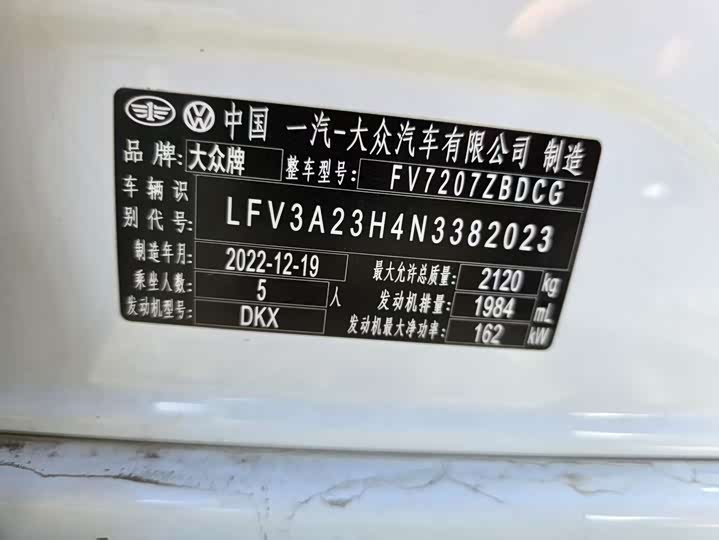 中国 一汽-大众汽车有限公司 制造
品牌: 大众牌 整车型号: FV7207ZBDCG
车辆识别代号: LFV3A23H4N3382023
制造年月: 2022-12-19 最大允许总质量: 2120 kg
乘坐人数: 5 人 发动机排量: 1984 mL
发动机型号: DKX 发动机最大净功率: 162 kW